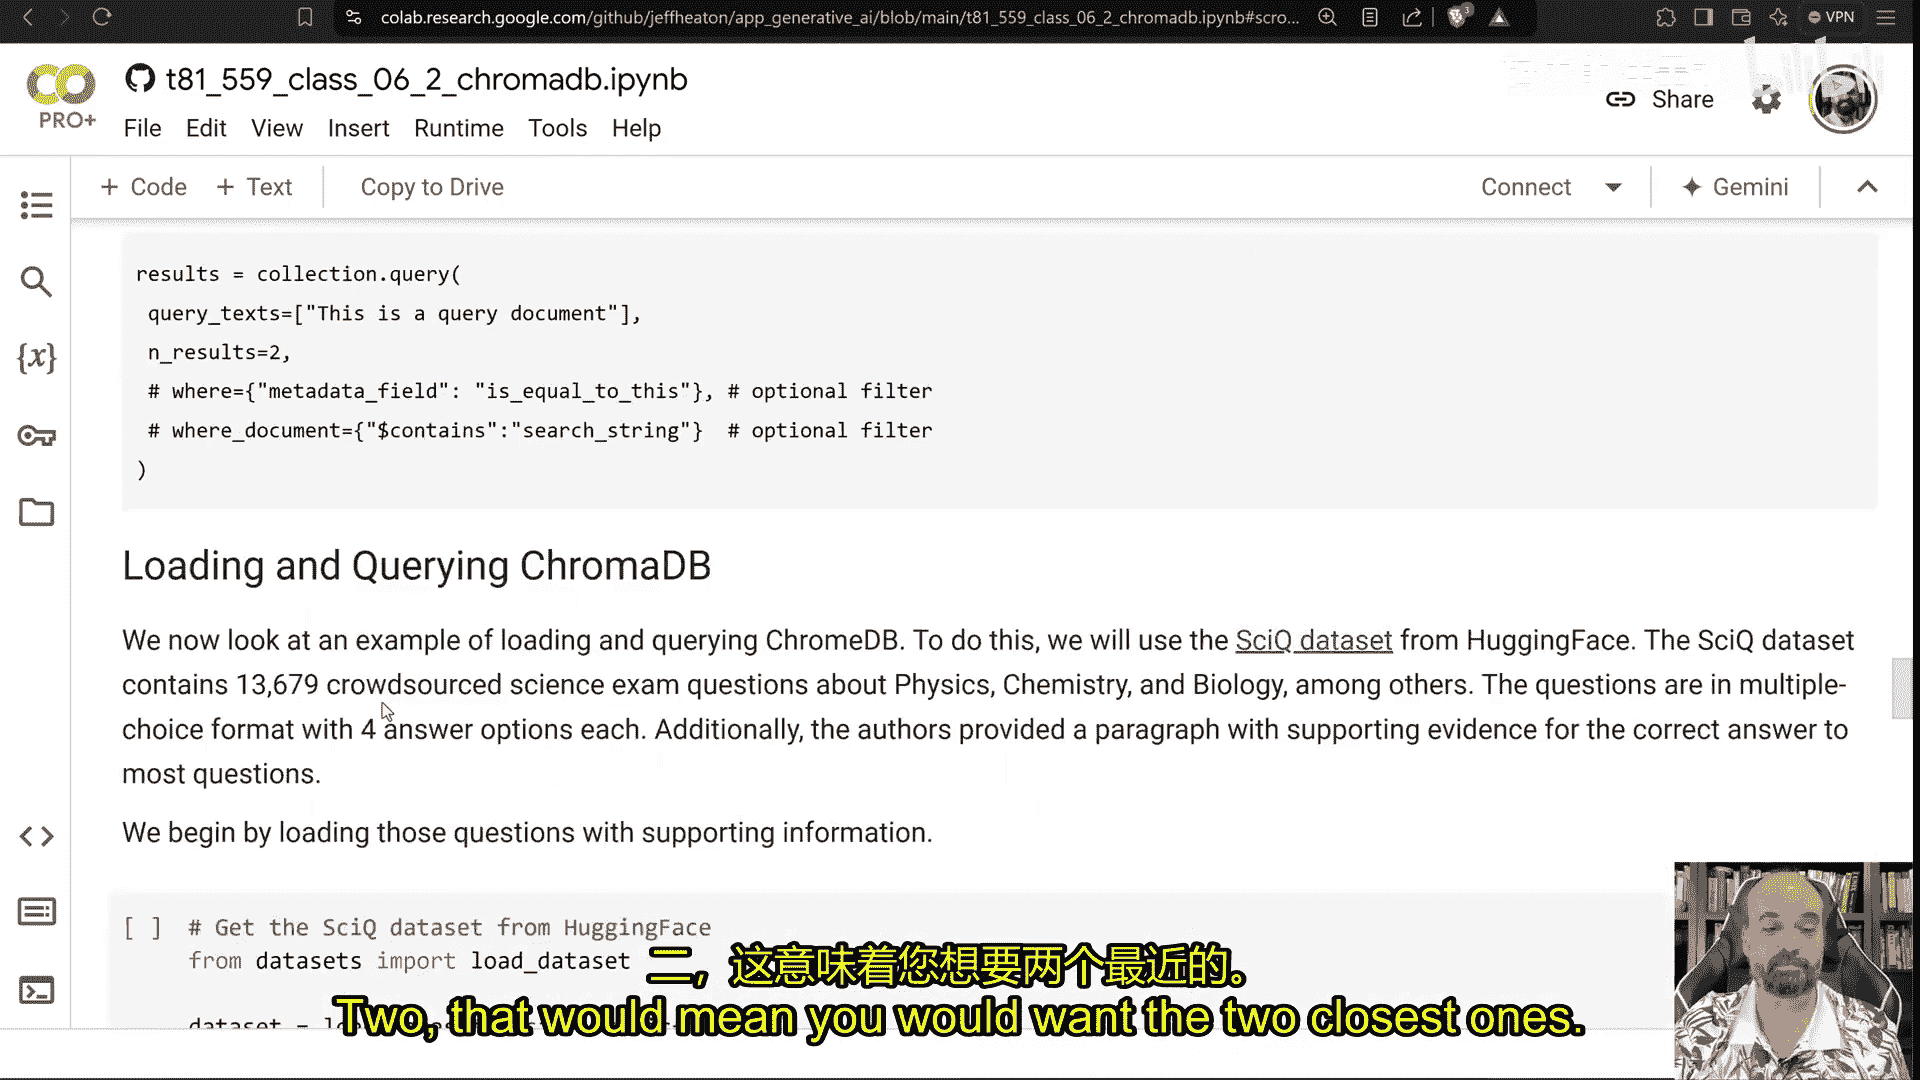 colab.research.google.com/github/jeffheaton/app_generative_ai/blob/main/t81_559_class_06_2_chromadb.ipynb#scro...
3
VPN
PRO+
t81_559_class_06_2_chromadb.ipynb
File Edit View Insert Runtime Tools Help
Share
+ Code + Text Copy to Drive
Connect
Gemini
{x}
results = collection.query(
query_texts=["This is a query document"],
n_results=2,
# where={"metadata_field": "is_equal_to_this"}, # optional filter
# where_document={"$contains":"search_string"} # optional filter
)
Loading and Querying ChromaDB
We now look at an example of loading and querying ChromeDB. To do this, we will use the SciQ dataset from HuggingFace. The SciQ dataset
contains 13,679 crowdsourced science exam questions about Physics, Chemistry, and Biology, among others. The questions are in multiple-
choice format with 4 answer options each. Additionally, the authors provided a paragraph with supporting evidence for the correct answer to
most questions.
We begin by loading those questions with supporting information.
[ ] # Get the SciQ dataset from HuggingFace
from datasets import load_dataset
dataset =
二，这意味着您想要两个最近的。
Two, that would mean you would want the two closest ones.